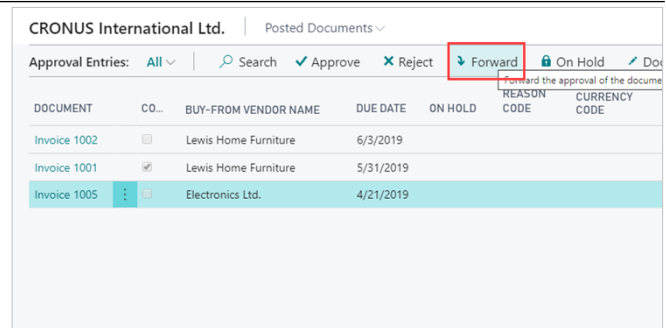 CRONUS International Ltd. Posted Documents
Approval Entries: All Search Approve Reject Forward On Hold Doc
Forward the approval of the docume
DOCUMENT CO... BUY-FROM VENDOR NAME DUE DATE ON HOLD REASON CODE CURRENCY CODE
Invoice 1002 Lewis Home Furniture 6/3/2019
Invoice 1001 Lewis Home Furniture 5/31/2019
Invoice 1005 Electronics Ltd. 4/21/2019